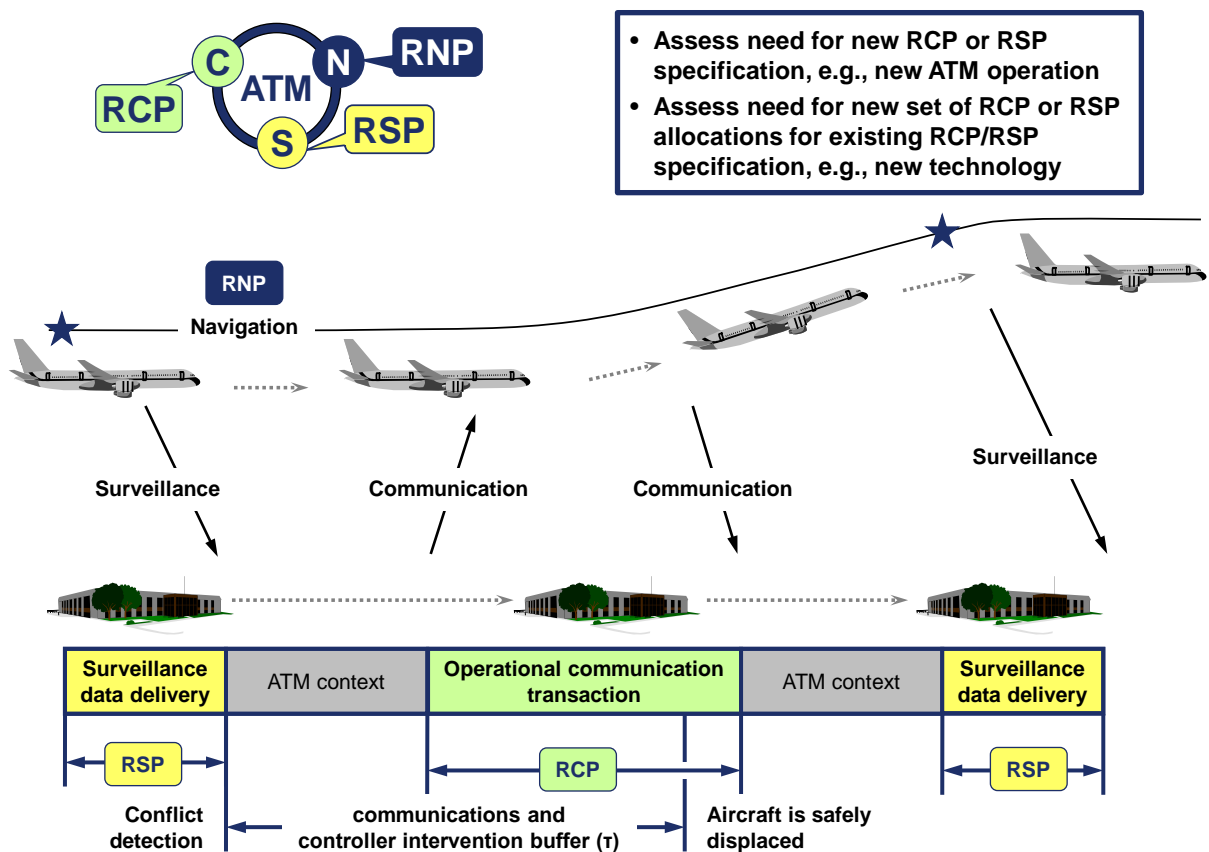 C
N
RNP
ATM
RCP
S
RSP
• Assess need for new RCP or RSP
specification, e.g., new ATM operation
• Assess need for new set of RCP or RSP
allocations for existing RCP/RSP
specification, e.g., new technology
RNP
Navigation
Surveillance
Communication
Communication
Surveillance
Surveillance
data delivery
ATM context
Operational communication
transaction
ATM context
Surveillance
data delivery
RSP
RCP
RSP
Conflict
detection
communications and
controller intervention buffer (τ)
Aircraft is safely
displaced